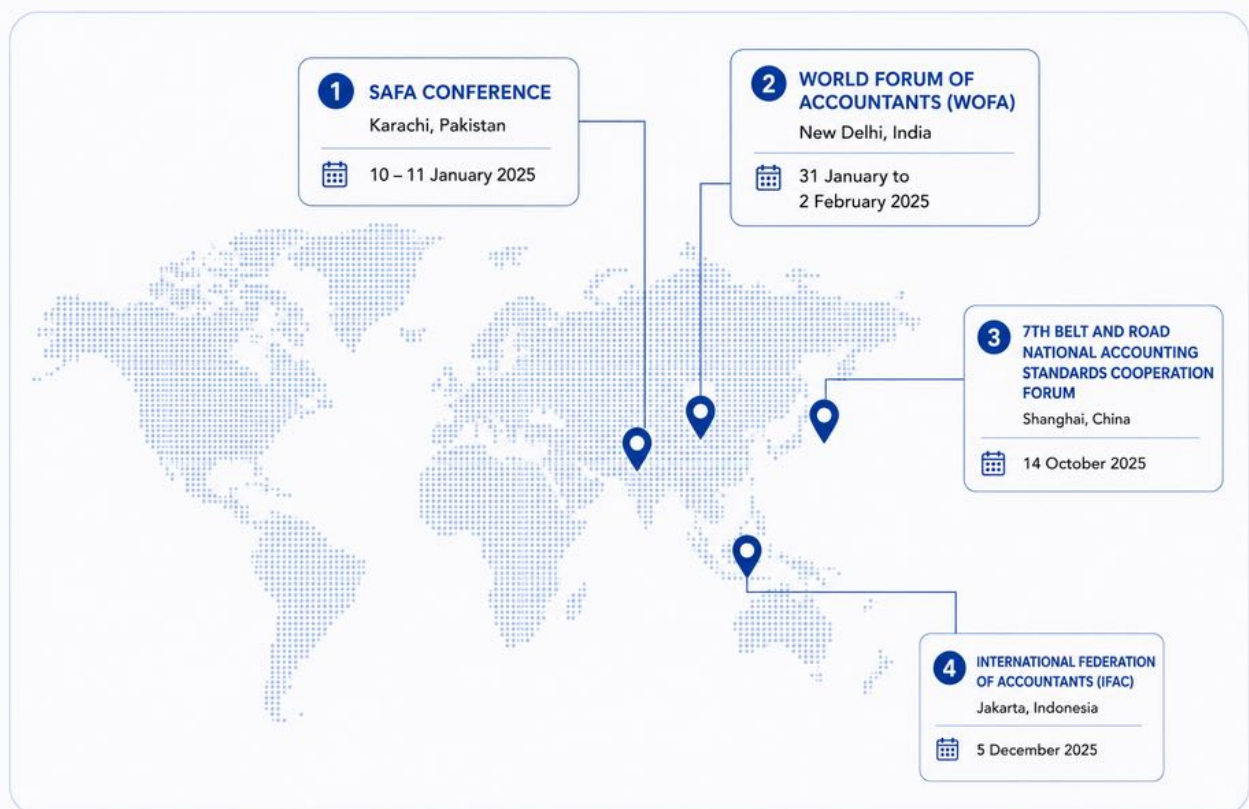 1
SAFA CONFERENCE
Karachi, Pakistan
10 – 11 January 2025
2
WORLD FORUM OF
ACCOUNTANTS (WOFA)
New Delhi, India
31 January to
2 February 2025
3
7TH BELT AND ROAD
NATIONAL ACCOUNTING
STANDARDS COOPERATION
FORUM
Shanghai, China
14 October 2025
4
INTERNATIONAL FEDERATION
OF ACCOUNTANTS (IFAC)
Jakarta, Indonesia
5 December 2025